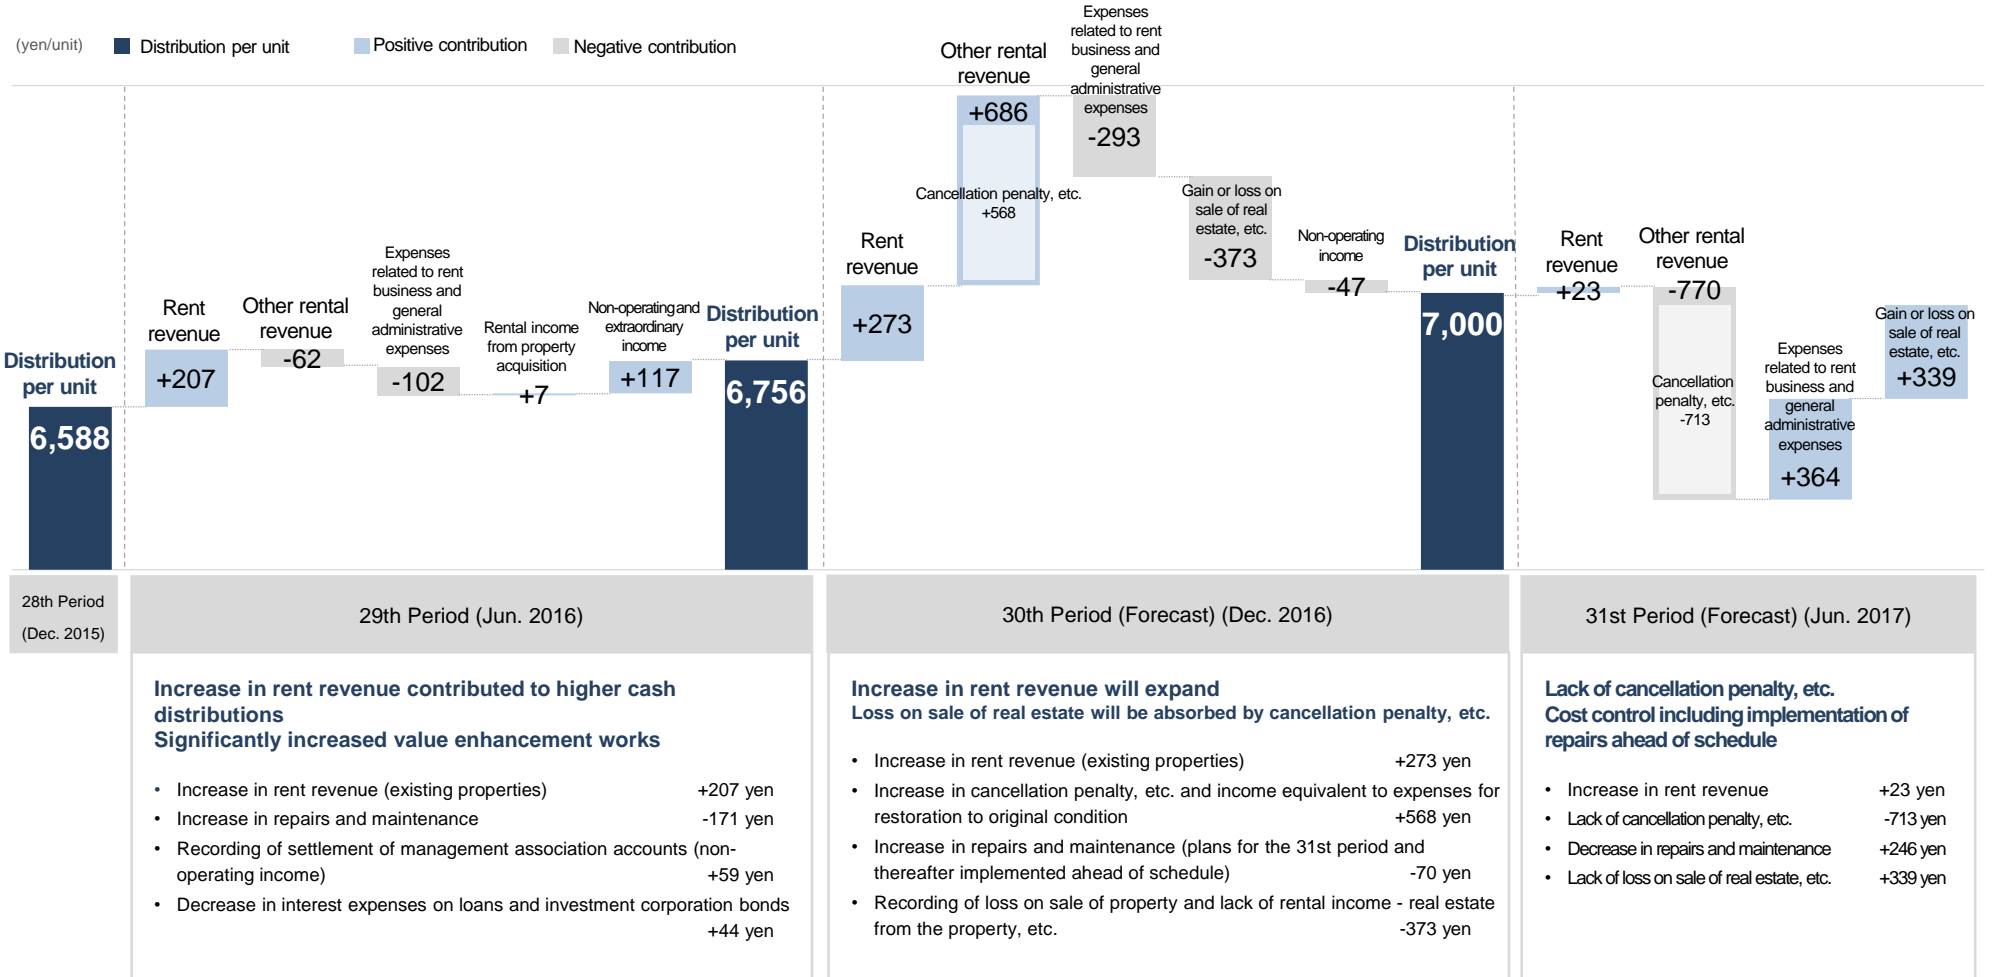 (yen/unit)
Distribution per unit
Positive contribution
Negative contribution
Distribution
per unit
6,588
Rent
revenue
+207
Other rental
revenue
-62
Expenses
related to rent
business and
general
administrative
expenses
-102
Rental income
from property
acquisition
+7
Non-operating and
extraordinary
income
+117
Distribution
per unit
6,756
Rent
revenue
+273
Other rental
revenue
+686
Cancellation penalty, etc.
+568
Expenses
related to rent
business and
general
administrative
expenses
-293
Gain or loss on
sale of real
estate, etc.
-373
Non-operating
income
-47
Distribution
per unit
7,000
Rent
revenue
+23
Other rental
revenue
-770
Cancellation
penalty, etc.
-713
Expenses
related to rent
business and
general
administrative
expenses
+364
Gain or loss on
sale of real
estate, etc.
+339
28th Period
(Dec. 2015)
29th Period (Jun. 2016)
30th Period (Forecast) (Dec. 2016)
31st Period (Forecast) (Jun. 2017)
Increase in rent revenue contributed to higher cash
distributions
Significantly increased value enhancement works
• Increase in rent revenue (existing properties) +207 yen
• Increase in repairs and maintenance -171 yen
• Recording of settlement of management association accounts (non-
operating income) +59 yen
• Decrease in interest expenses on loans and investment corporation bonds
+44 yen
Increase in rent revenue will expand
Loss on sale of real estate will be absorbed by cancellation penalty, etc.
• Increase in rent revenue (existing properties) +273 yen
• Increase in cancellation penalty, etc. and income equivalent to expenses for
restoration to original condition +568 yen
• Increase in repairs and maintenance (plans for the 31st period and
thereafter implemented ahead of schedule) -70 yen
• Recording of loss on sale of property and lack of rental income - real estate
from the property, etc. -373 yen
Lack of cancellation penalty, etc.
Cost control including implementation of
repairs ahead of schedule
• Increase in rent revenue +23 yen
• Lack of cancellation penalty, etc. -713 yen
• Decrease in repairs and maintenance +246 yen
• Lack of loss on sale of real estate, etc. +339 yen